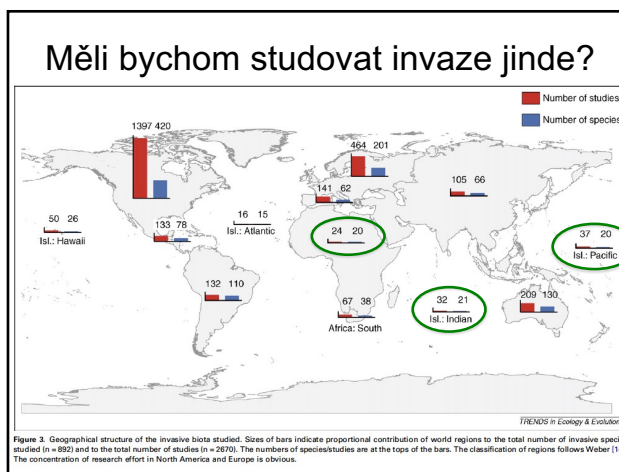 Měli bychom studovat invaze jinde?
Number of studies
Number of species
1397 420
464 201
141 62
105 66
50 26
Isl.: Hawaii
133 78
16 15
Isl.: Atlantic
24 20
37 20
Isl.: Pacific
132 110
67 38
Africa: South
32 21
Isl.: Indian
209 130
TRENDS in Ecology & Evolution
Figure 3. Geographical structure of the invasive biota studied. Sizes of bars indicate proportional contribution of world regions to the total number of invasive speci
studied (n = 892) and to the total number of studies (n = 2670). The numbers of species/studies are at the tops of the bars. The classification of regions follows Weber [1
The concentration of research effort in North America and Europe is obvious.